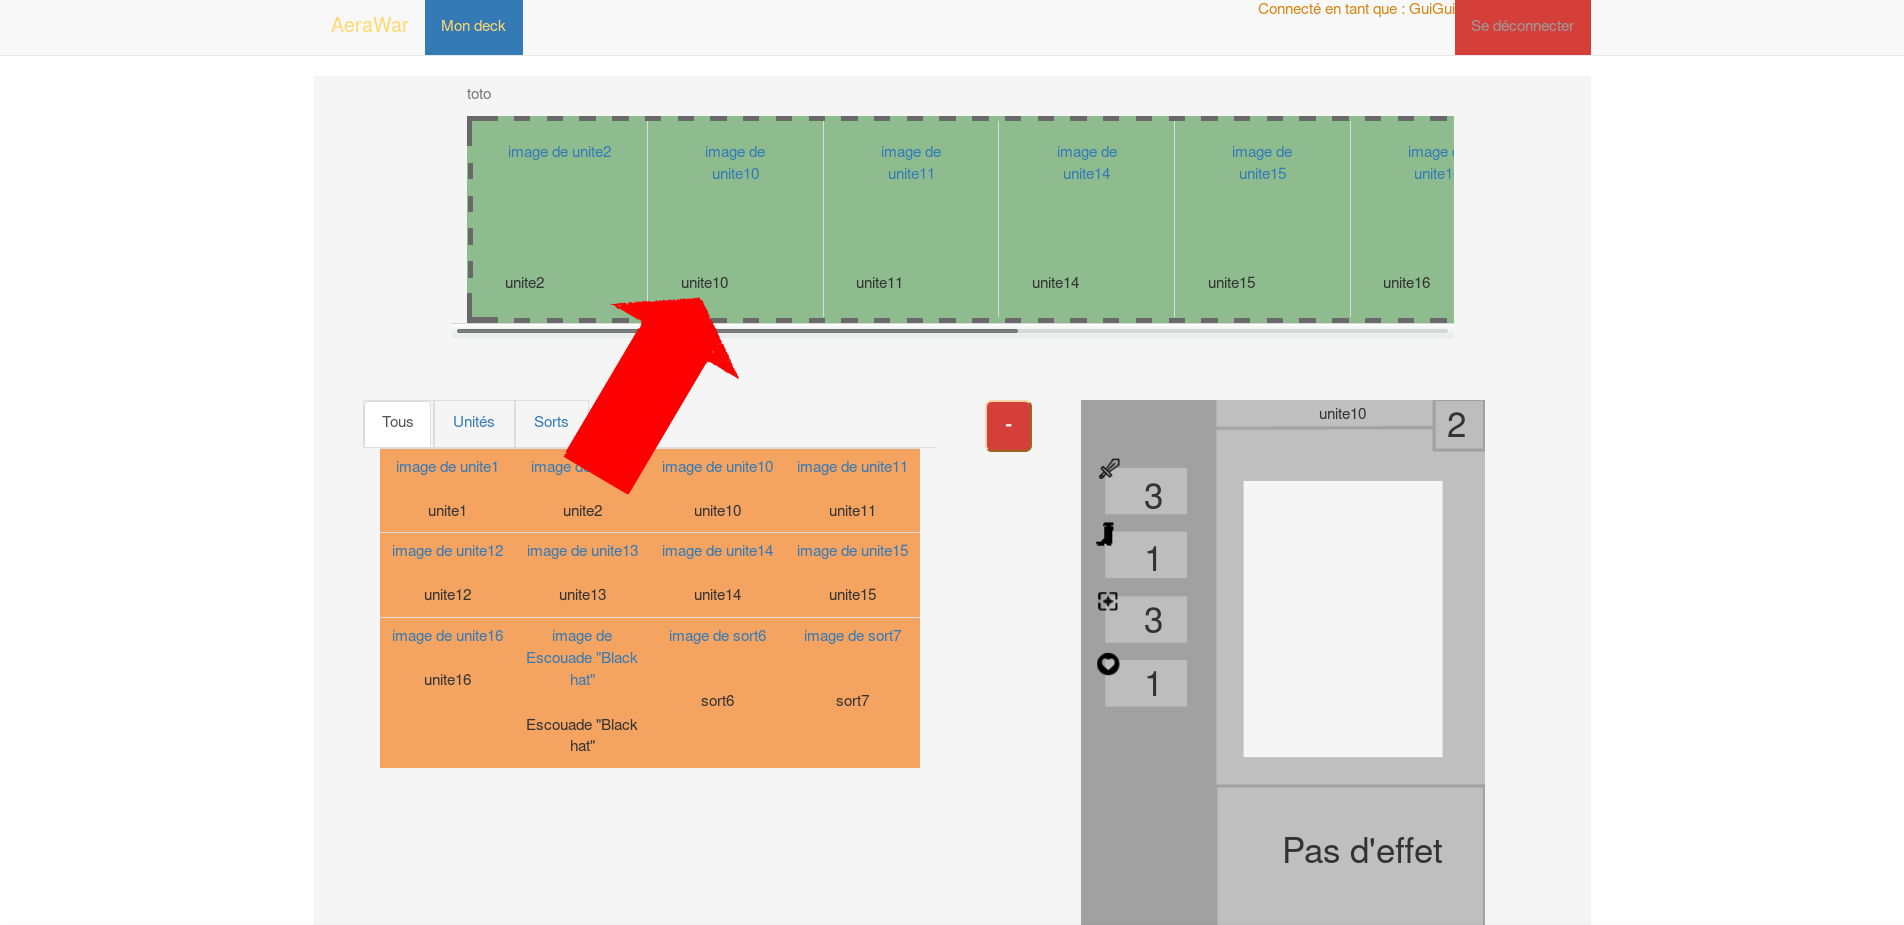 AeraWar
Mon deck
Connecté en tant que : GuiGui
Se déconnecter
toto
image de unite2
image de
unite10
image de
unite11
image de
unite14
image de
unite15
image
unite1
unite2
unite10
unite11
unite14
unite15
unite16
Tous
Unités
Sorts
-
unite10
2
image de unite1
image de
image de unite10
image de unite11
unite1
unite2
unite10
unite11
image de unite12
image de unite13
image de unite14
image de unite15
unite12
unite13
unite14
unite15
image de unite16
image de
Escouade "Black
hat"
image de sort6
image de sort7
unite16
Escouade "Black
hat"
sort6
sort7
3
1
3
1
Pas d'effet